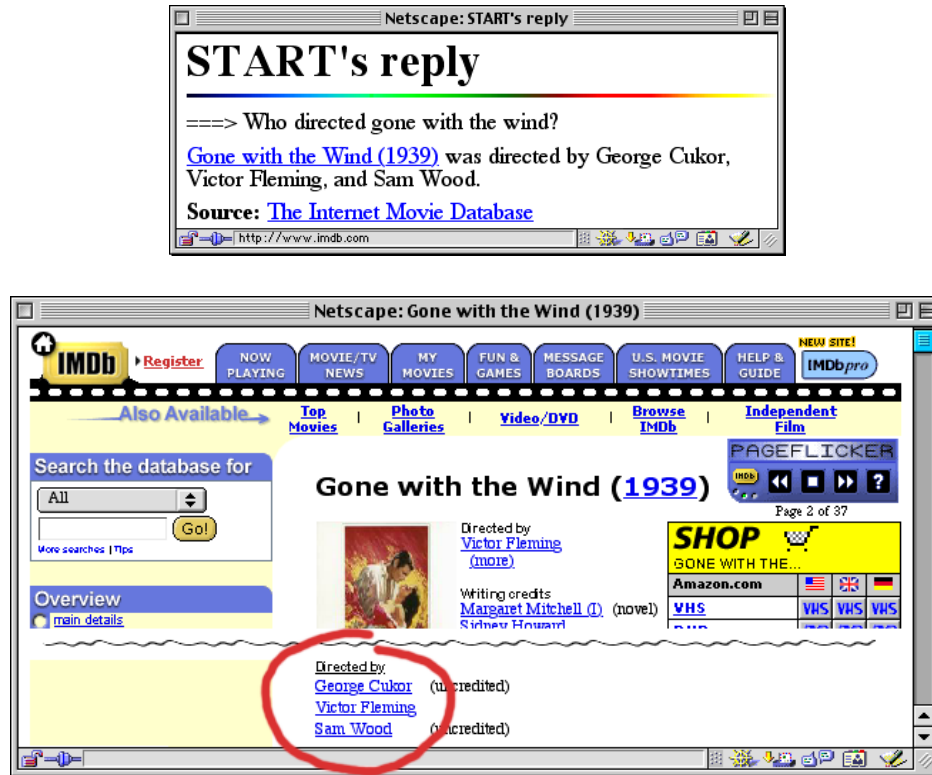 Netscape: START's reply
START's reply
===> Who directed gone with the wind?
Gone with the Wind (1939) was directed by George Cukor,
Victor Fleming, and Sam Wood.
Source: The Internet Movie Database
http://www.imdb.com
Netscape: Gone with the Wind (1939)
IMDb
Register
NOW PLAYING
MOVIE/TV NEWS
MY MOVIES
FUN & GAMES
MESSAGE BOARDS
U.S. MOVIE SHOWTIMES
HELP & GUIDE
NEW SITE!
IMDbpro
Also Available
Top Movies
Photo Galleries
Video/DVD
Browse IMDb
Independent Film
Search the database for
All
Go!
More searches | Tips
Overview
main details
Gone with the Wind (1939)
PAGEFLICKER
IMDb
?
Page 2 of 37
Directed by
Victor Fleming
(more)
Writing credits
Margaret Mitchell (I) (novel)
Sidney Howard
SHOP
GONE WITH THE...
Amazon.com
VHS VHS VHS VHS
Directed by
George Cukor (uncredited)
Victor Fleming
Sam Wood (uncredited)